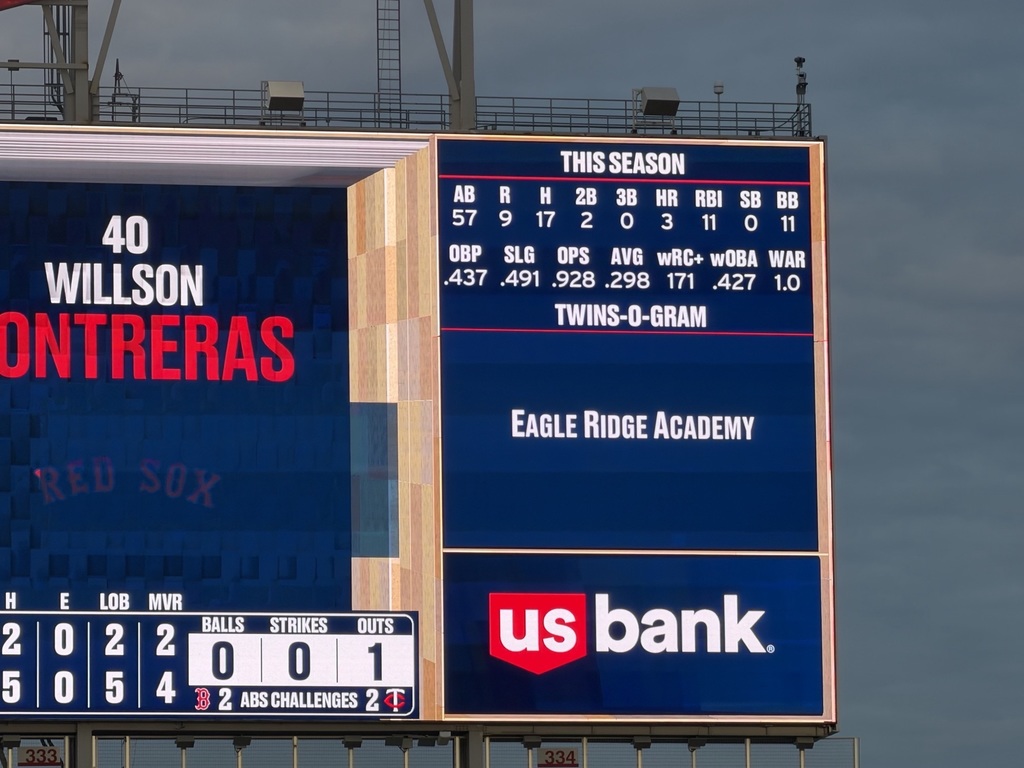 40
WILLSON
ONTRERAS
RED SOX
H E LOB MVR
2 0 2 2
5 0 5 4
BALLS STRIKES OUTS
0 0 1
B 2 ABS CHALLENGES 2 TC
THIS SEASON
AB R H 2B 3B HR RBI SB BB
57 9 17 2 0 3 11 0 11
OBP SLG OPS AVG wRC+ wOBA WAR
.437 .491 .928 .298 171 .427 1.0
TWINS-O-GRAM
EAGLE RIDGE ACADEMY
us bank®
333
334